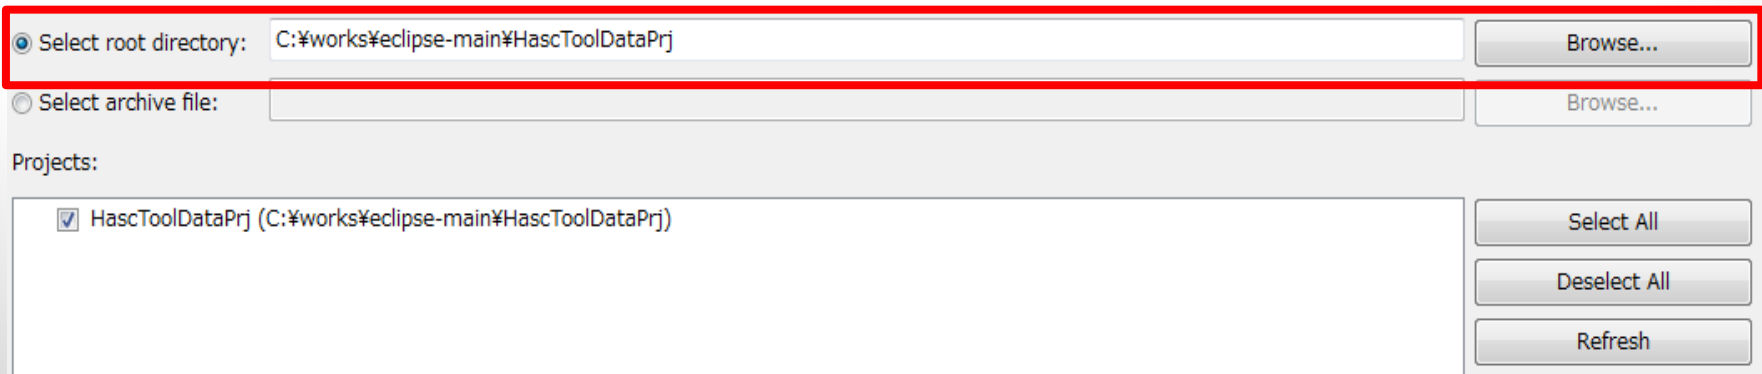 Select root directory: C:¥works¥eclipse-main¥HascToolDataPrj Browse...
Select archive file: Browse...
Projects:
HascToolDataPrj (C:¥works¥eclipse-main¥HascToolDataPrj) Select All
Deselect All
Refresh